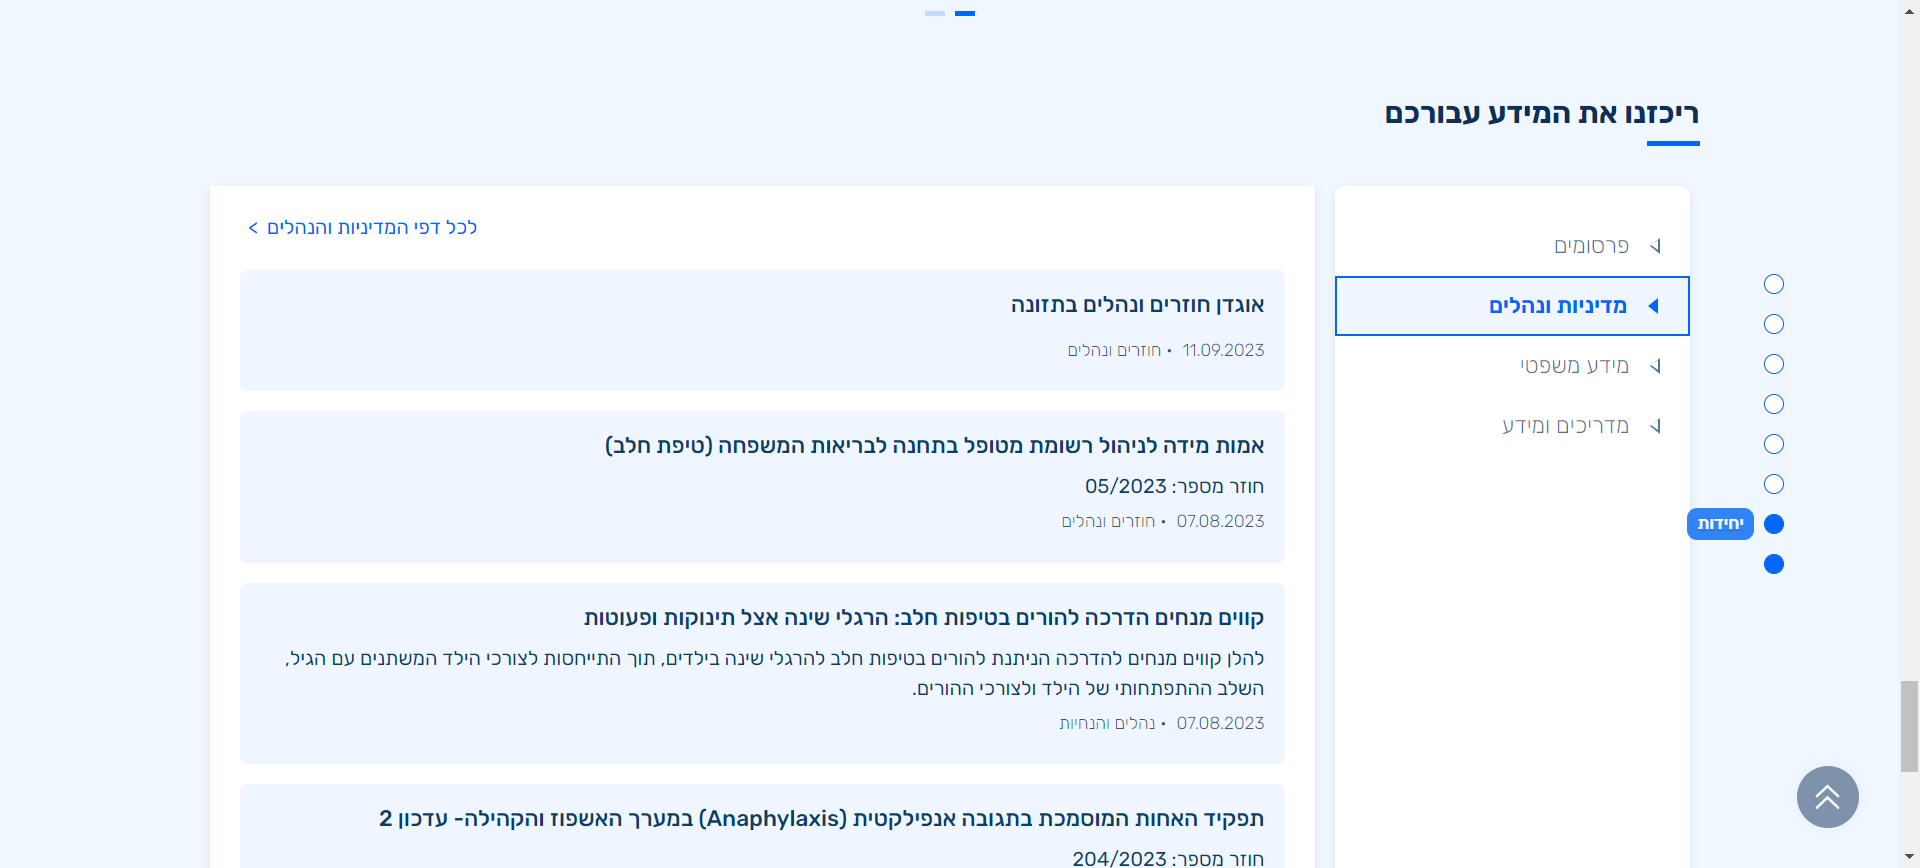 ריכזנו את המידע עבורכם
פרסומים
מדיניות ונהלים
מידע משפטי
מדריכים ומידע
יחידות
לכל דפי המדיניות והנהלים >
אוגדן חוזרים ונהלים בתזונה
11.09.2023 • חוזרים ונהלים
אמות מידה לניהול רשומת מטופל בתחנה לבריאות המשפחה (טיפת חלב)
חוזר מספר: 05/2023
07.08.2023 • חוזרים ונהלים
קווים מנחים הדרכה להורים בטיפות חלב: הרגלי שינה אצל תינוקות ופעוטות
להלן קווים מנחים להדרכה הניתנת להורים בטיפות חלב להרגלי שינה בילדים, תוך התייחסות לצורכי הילד המשתנים עם הגיל,
השלב ההתפתחותי של הילד ולצורכי ההורים.
07.08.2023 • נהלים והנחיות
תפקיד האחות המוסמכת בתגובה אנפילקטית (Anaphylaxis) במערך האשפוז והקהילה- עדכון 2
חוזר מספר: 204/2023